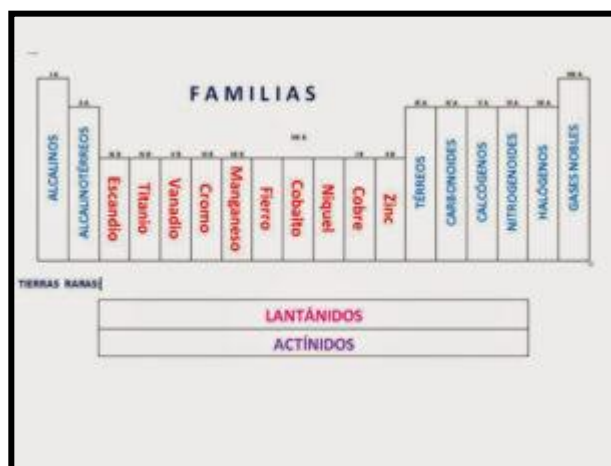 FAMILIAS
ALCALINOS
ALCALINOTÉRREOS
Escandio
Titanio
Vanadio
Cromo
Manganeso
Fierro
Cobalto
Niquel
Cobre
Zinc
TÉRREOS
CARBONOIDES
CALCÓGENOS
NITROGENOIDES
HALÓGENOS
GASES NOBLES
TIERRAS RARAS
LANTÁNIDOS
ACTÍNIDOS